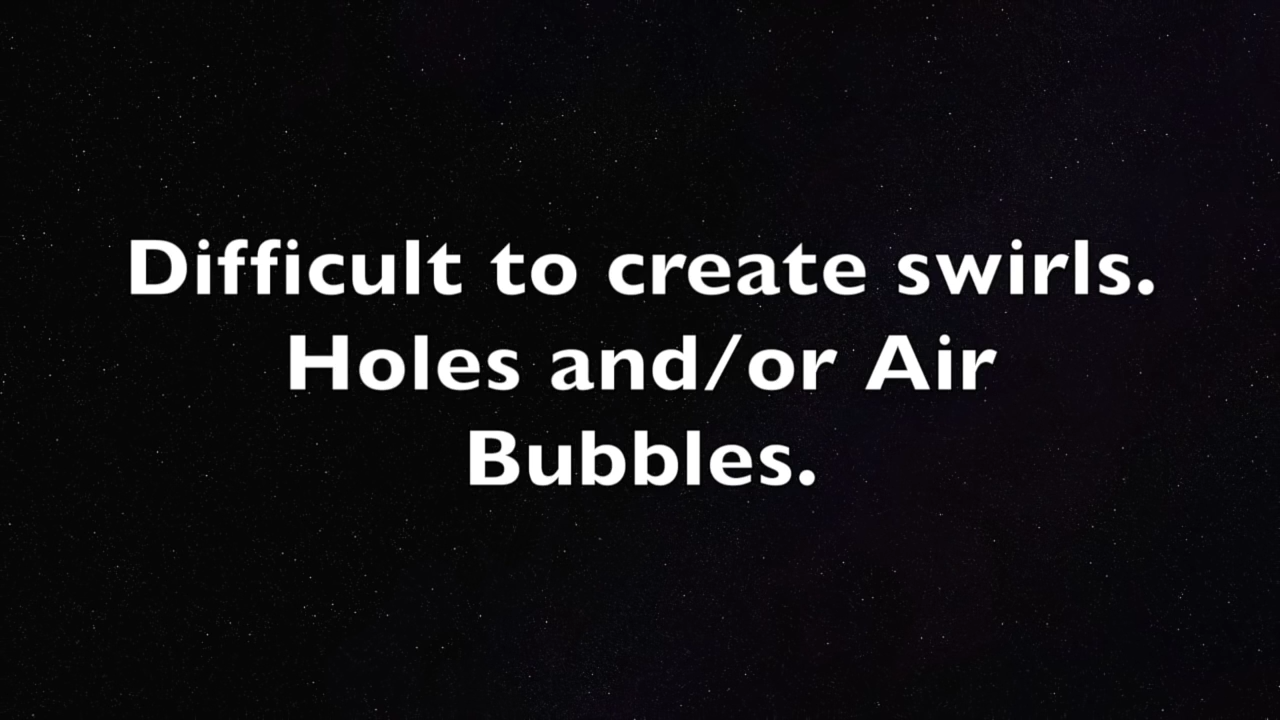 Difficult to create swirls.
Holes and/or Air
Bubbles.